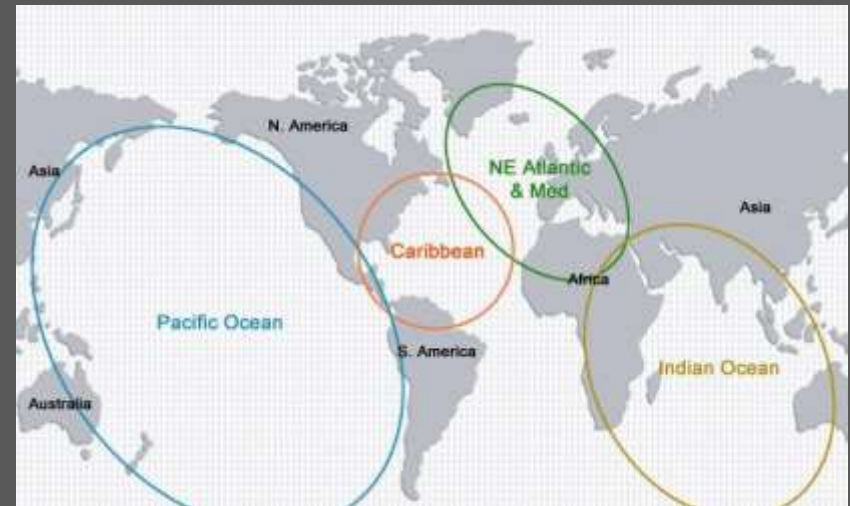 N. America
NE Atlantic
& Med
Asia
Asia
Caribbean
Africa
Pacific Ocean
S. America
Indian Ocean
Australia